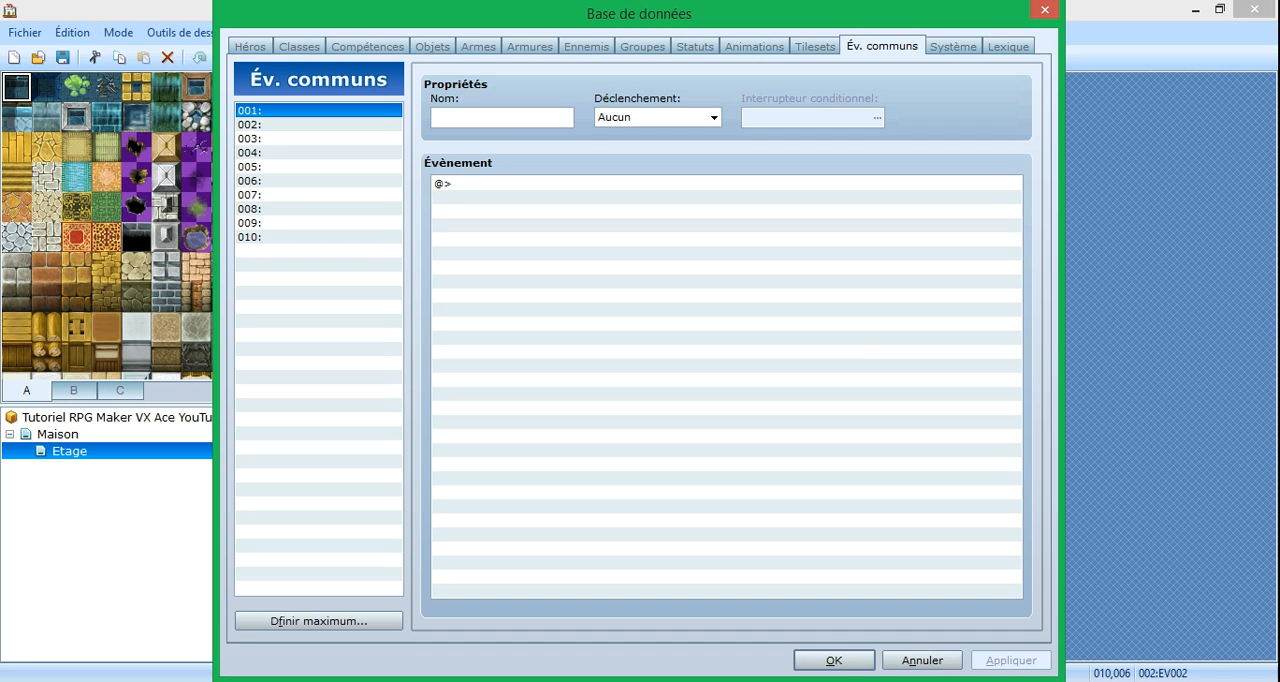 Base de données
Fichier Édition Mode Outils de des
Héros Classes Compétences Objets Armes Armures Ennemis Groupes Statuts Animations Tilesets Év. communs Système Lexique
Év. communs
001:
002:
003:
004:
005:
006:
007:
008:
009:
010:
Dfinir maximum...
Propriétés
Nom: Déclenchement: Interrupteur conditionnel:
Aucun ...
Évènement
@>
A B C
Tutoriel RPG Maker VX Ace YouTu
Maison
Etage
OK Annuler Appliquer
010,006 002:EV002